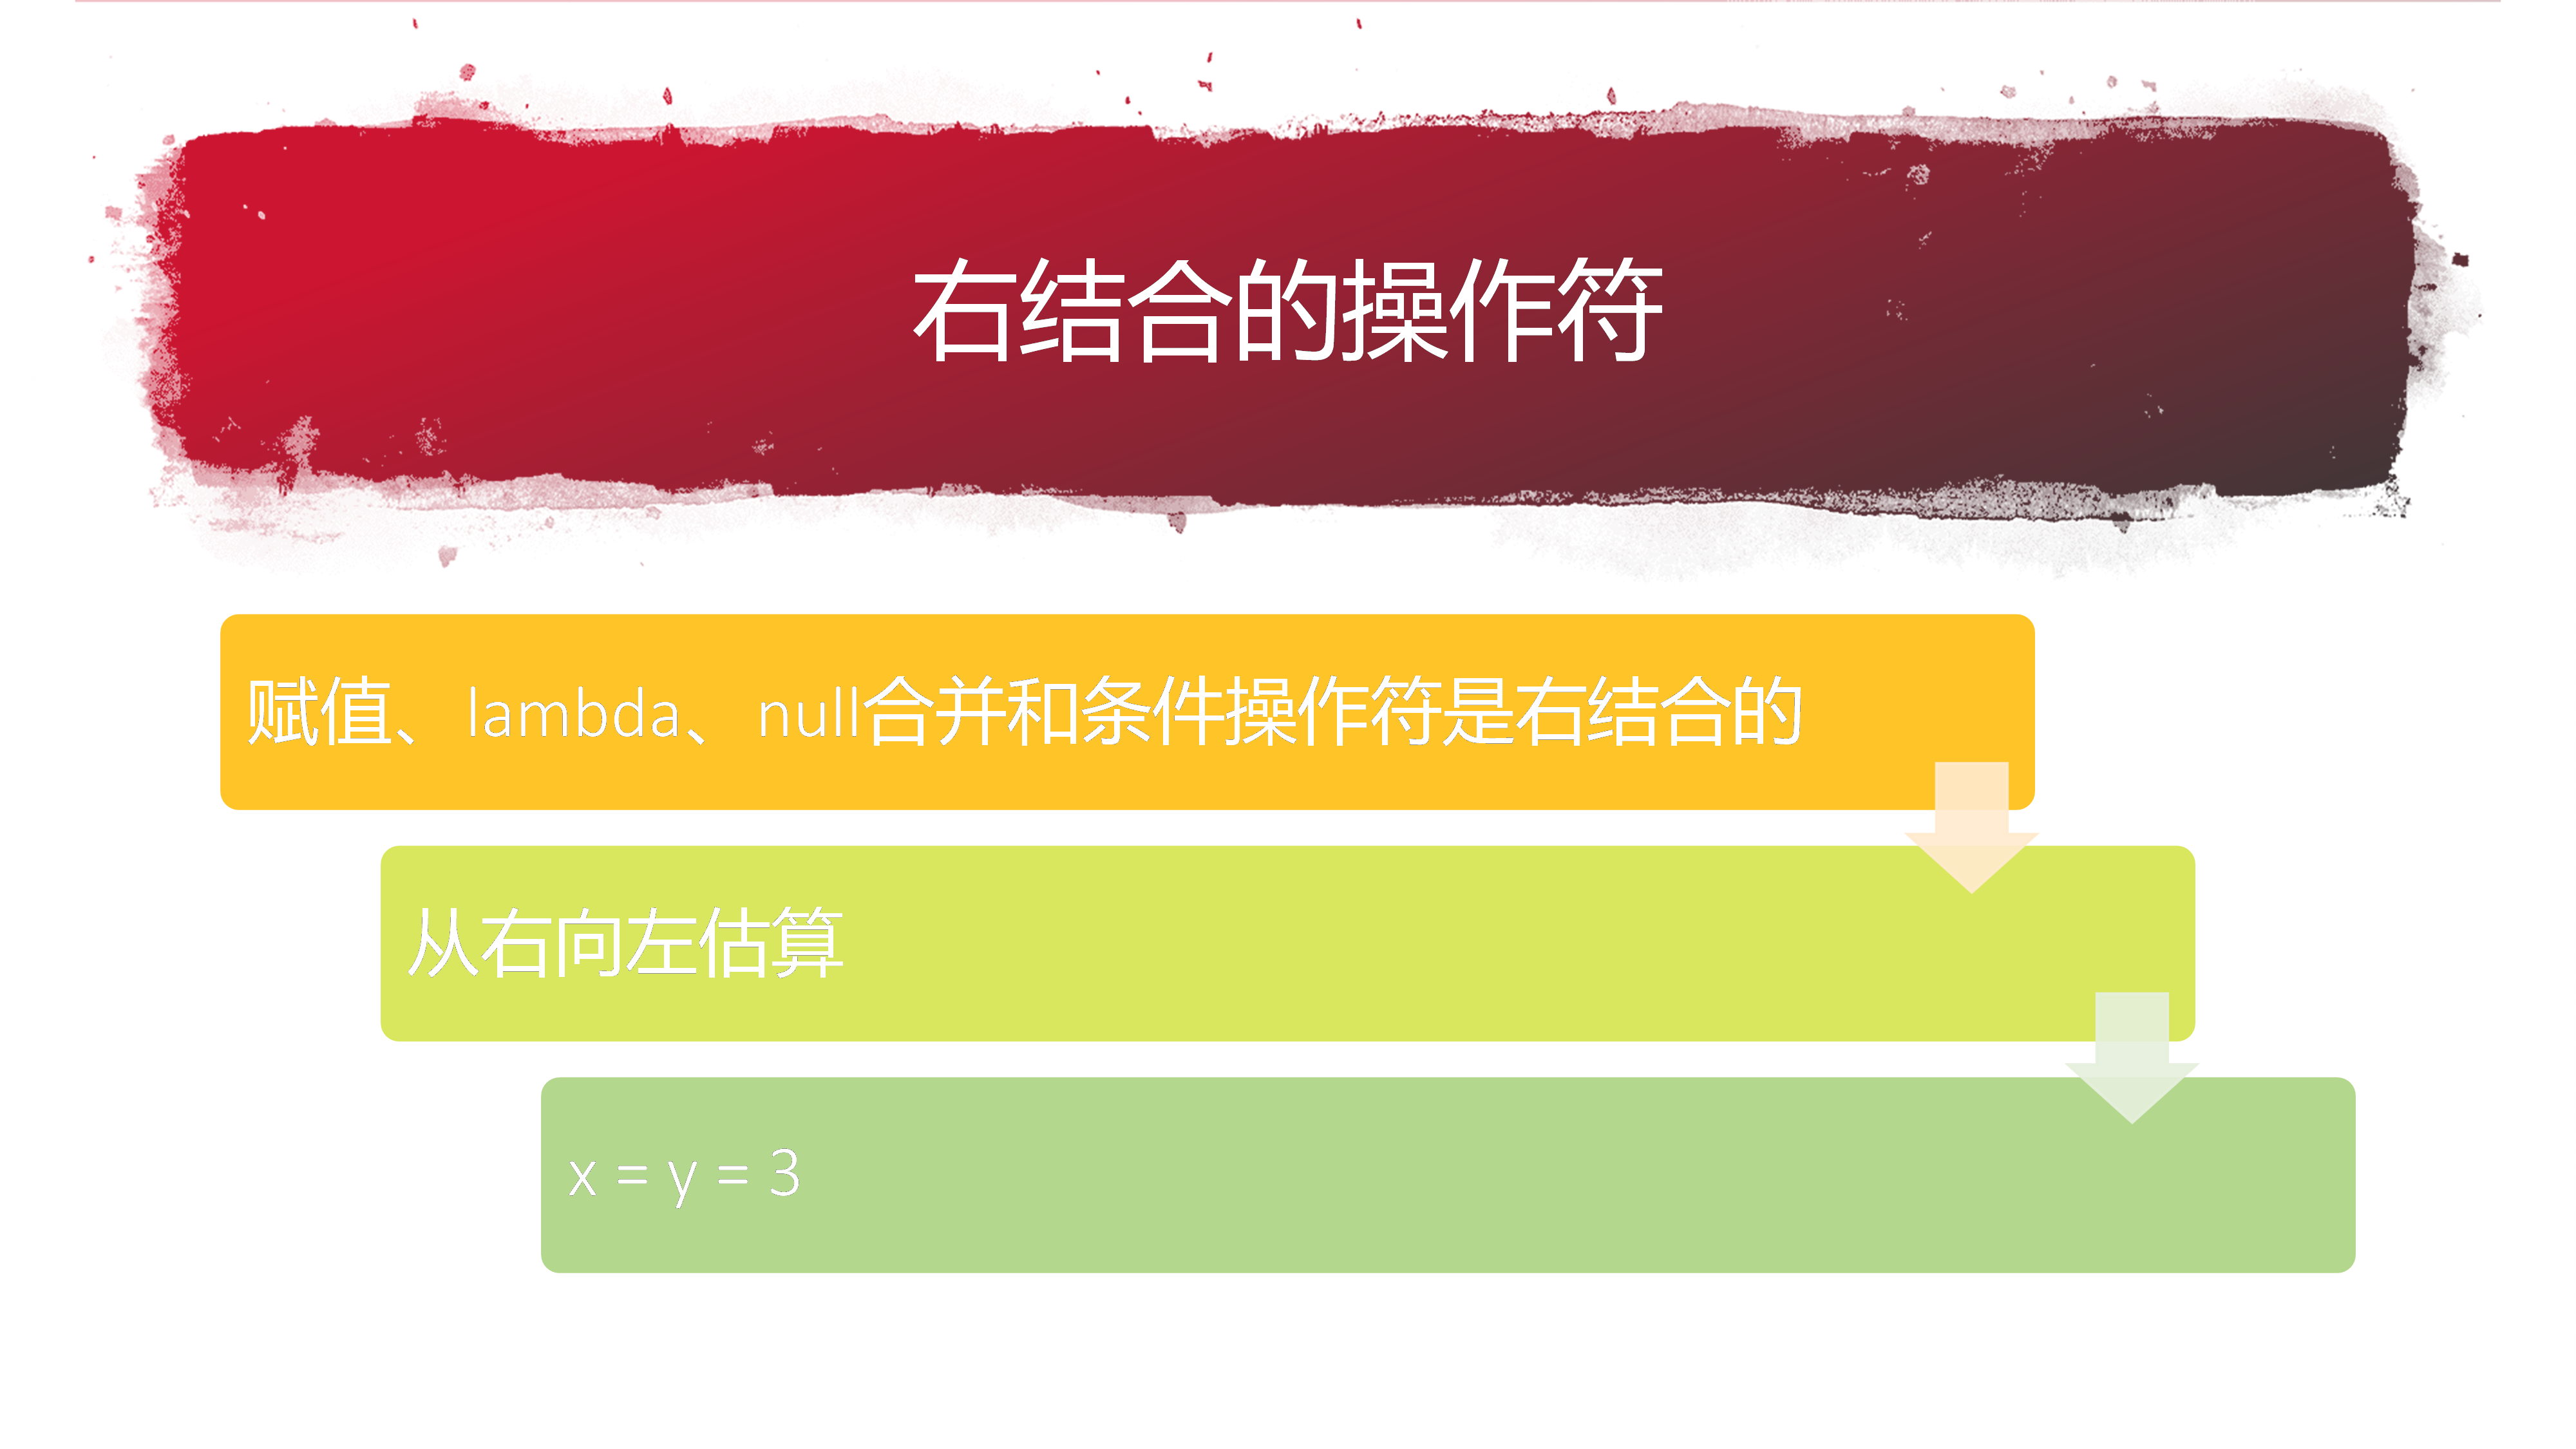 右结合的操作符
赋值、lambda、null合并和条件操作符是右结合的
从右向左估算
x = y = 3